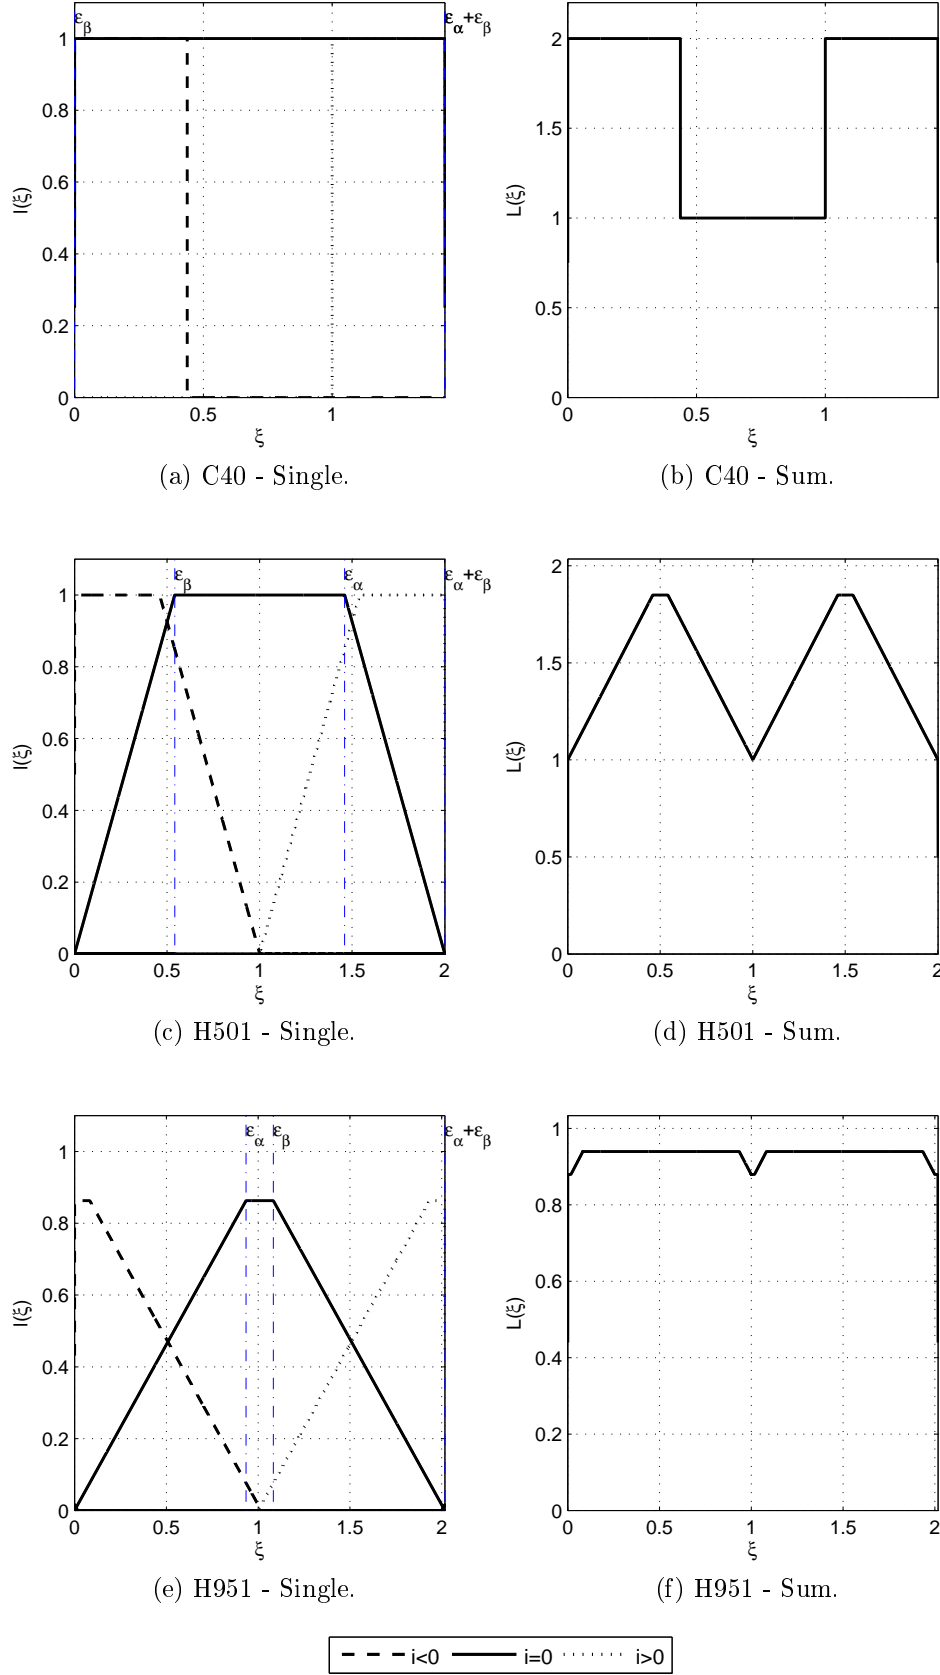 ε_β ε_α+ε_β
1
0.8
0.6
0.4
0.2
0
I(ξ)
0 0.5 1
ξ
(a) C40 - Single.
2
1.5
1
0.5
0
L(ξ)
0 0.5 1
ξ
(b) C40 - Sum.
ε_β ε_α ε_α+ε_β
1
0.8
0.6
0.4
0.2
0
I(ξ)
0 0.5 1 1.5 2
ξ
(c) H501 - Single.
2
1.5
1
0.5
0
L(ξ)
0 0.5 1 1.5 2
ξ
(d) H501 - Sum.
ε_α ε_β ε_α+ε_β
1
0.8
0.6
0.4
0.2
0
I(ξ)
0 0.5 1 1.5 2
ξ
(e) H951 - Single.
1
0.8
0.6
0.4
0.2
0
L(ξ)
0 0.5 1 1.5 2
ξ
(f) H951 - Sum.
i<0 i=0 i>0